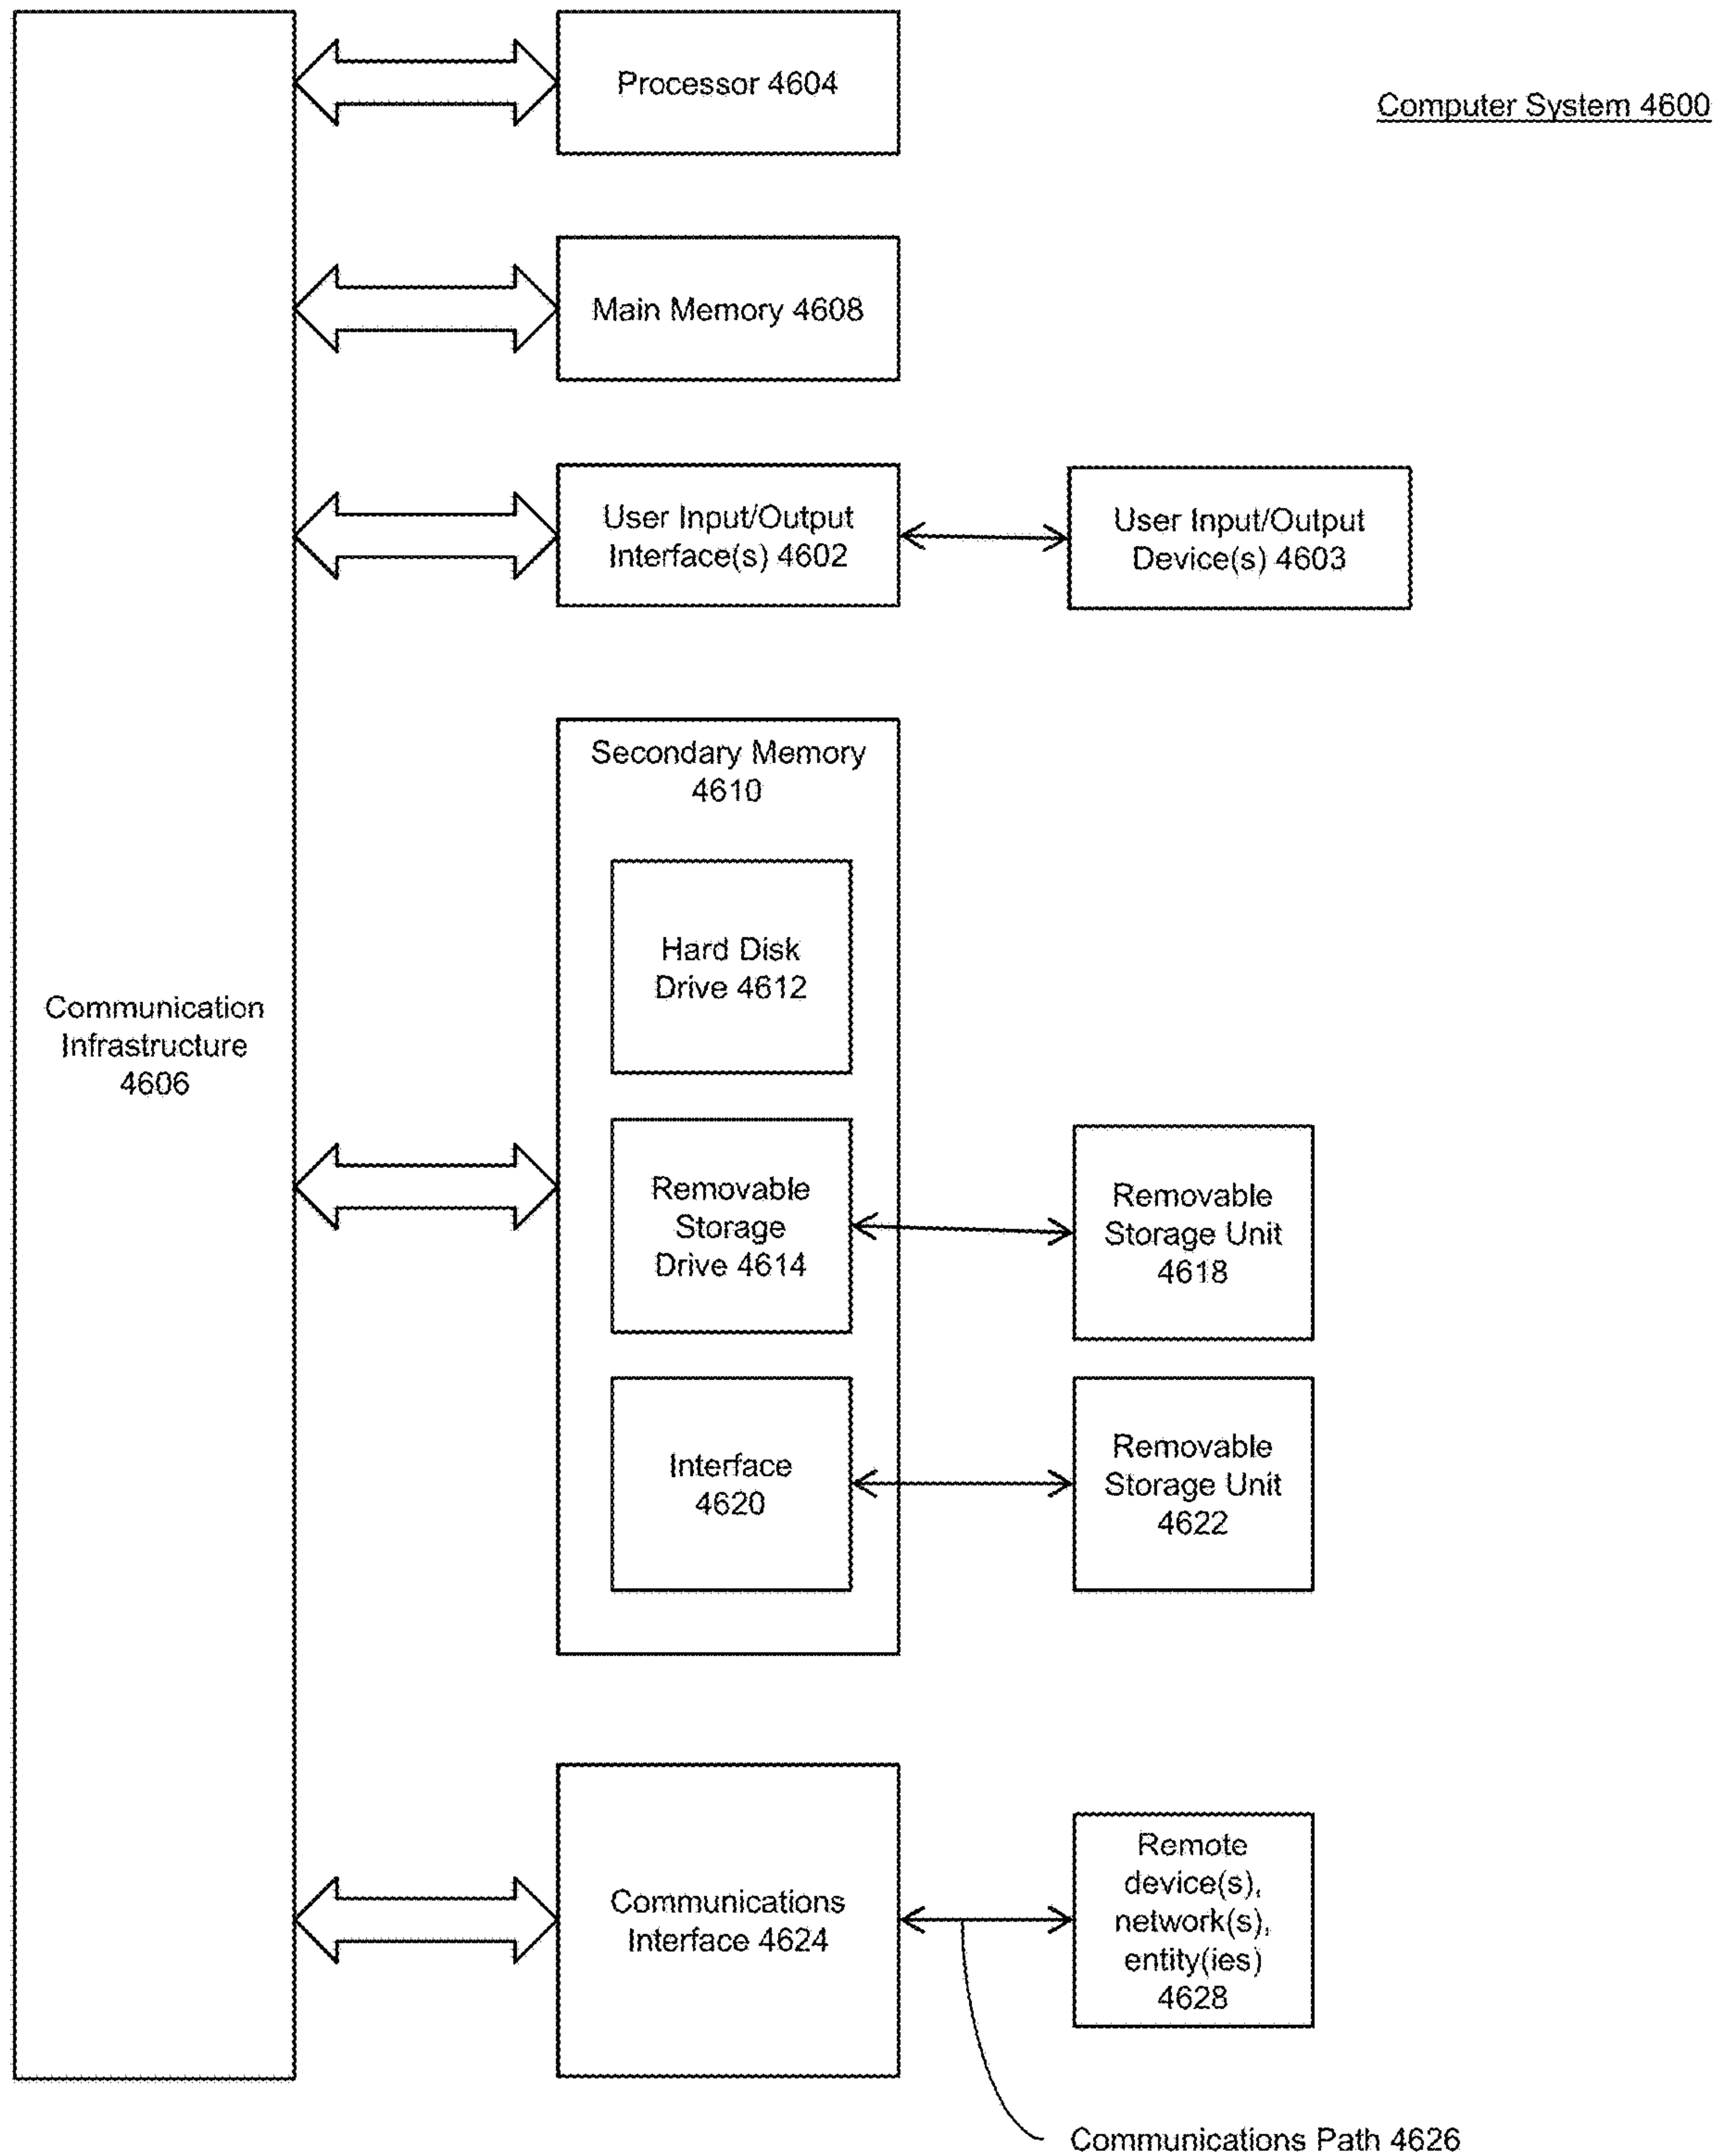 Processor 4604
Computer System 4600
Main Memory 4608
User Input/Output
Interface(s) 4602
User Input/Output
Device(s) 4603
Secondary Memory
4610
Hard Disk
Drive 4612
Communication
Infrastructure
4606
Removable
Storage
Drive 4614
Removable
Storage Unit
4618
Interface
4620
Removable
Storage Unit
4622
Communications
Interface 4624
Remote
device(s),
network(s),
entity(ies)
4628
Communications Path 4626